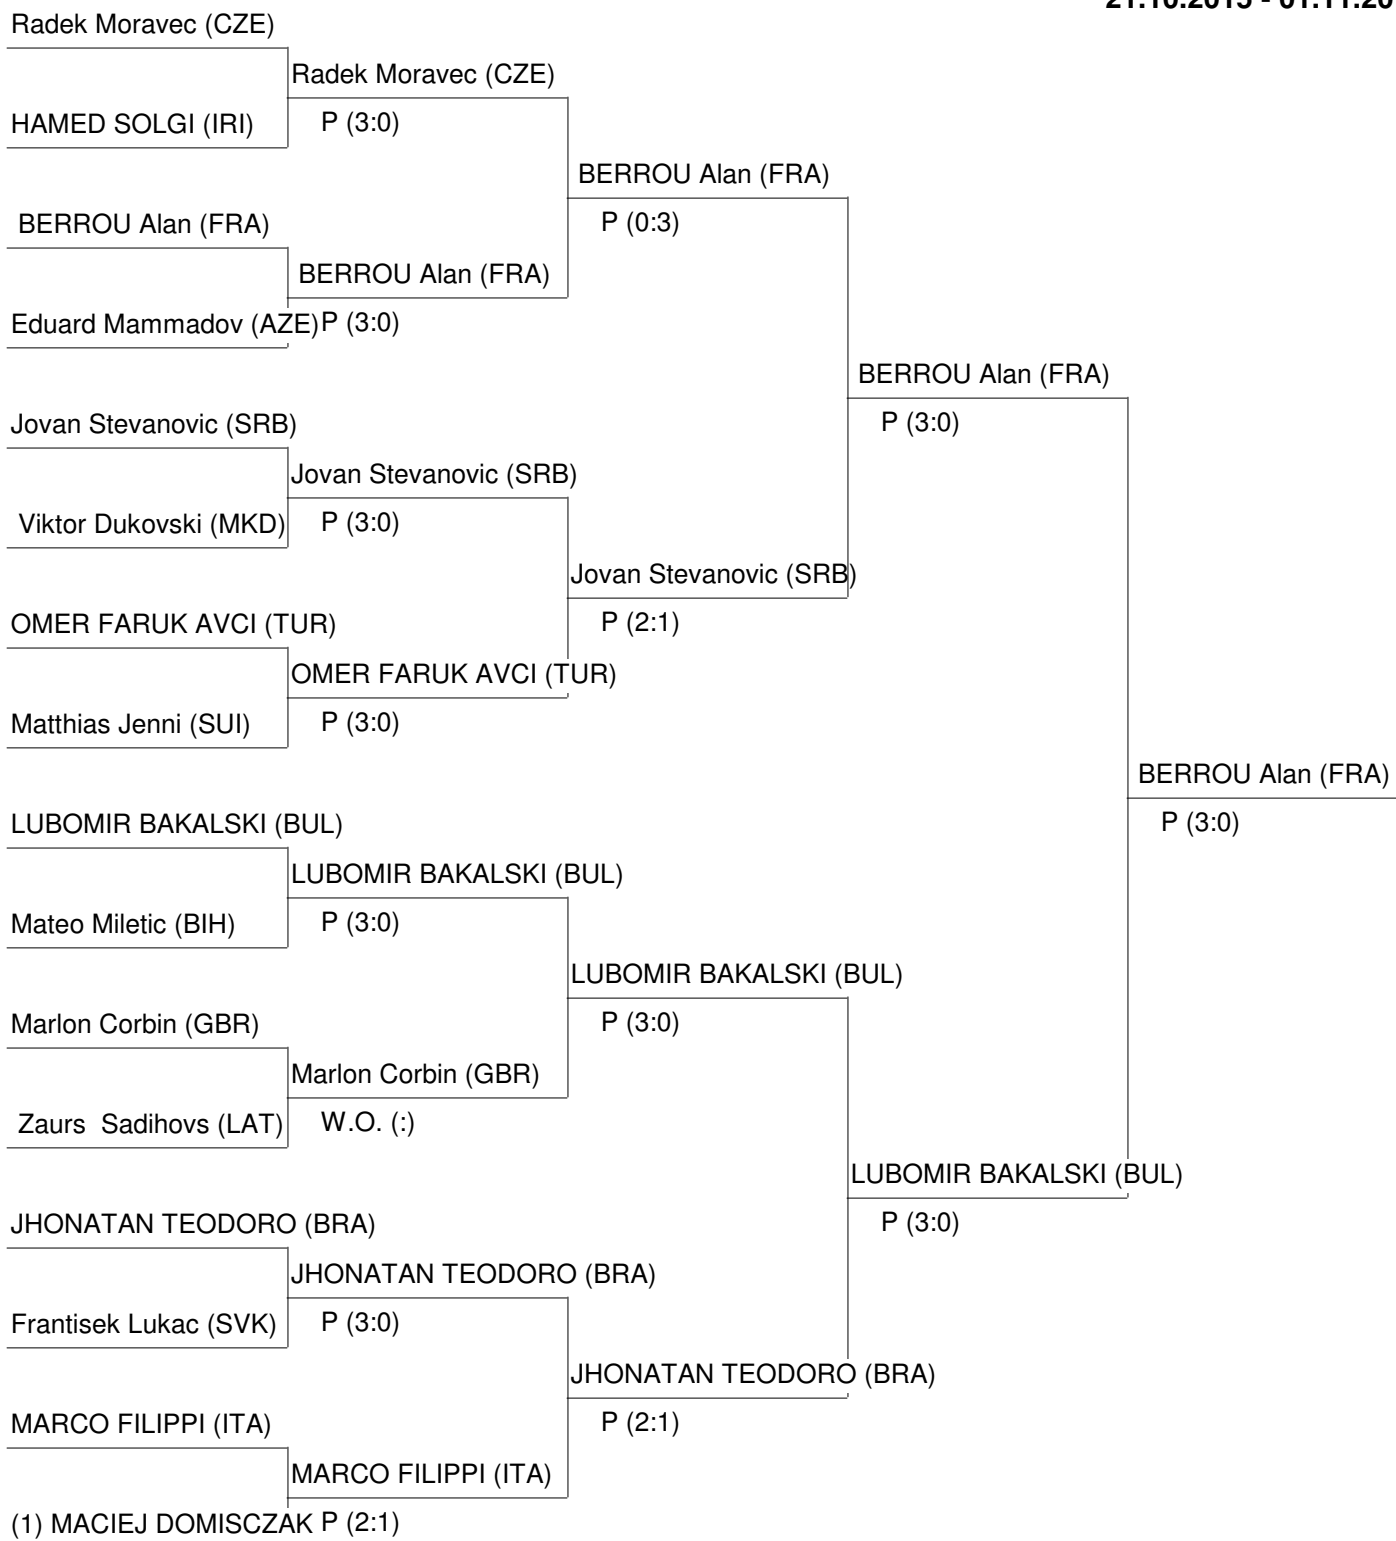 Radek Moravec (CZE)
Radek Moravec (CZE)
HAMED SOLGI (IRI)
P (3:0)
BERROU Alan (FRA)
BERROU Alan (FRA)
P (0:3)
BERROU Alan (FRA)
Eduard Mammadov (AZE)
P (3:0)
BERROU Alan (FRA)
Jovan Stevanovic (SRB)
P (3:0)
Jovan Stevanovic (SRB)
Viktor Dukovski (MKD)
P (3:0)
Jovan Stevanovic (SRB)
OMER FARUK AVCI (TUR)
P (2:1)
OMER FARUK AVCI (TUR)
Matthias Jenni (SUI)
P (3:0)
BERROU Alan (FRA)
LUBOMIR BAKALSKI (BUL)
P (3:0)
LUBOMIR BAKALSKI (BUL)
Mateo Miletic (BIH)
P (3:0)
LUBOMIR BAKALSKI (BUL)
Marlon Corbin (GBR)
P (3:0)
Marlon Corbin (GBR)
Zaurs  Sadihovs (LAT)
W.O. (:)
LUBOMIR BAKALSKI (BUL)
JHONATAN TEODORO (BRA)
P (3:0)
JHONATAN TEODORO (BRA)
Frantisek Lukac (SVK)
P (3:0)
JHONATAN TEODORO (BRA)
MARCO FILIPPI (ITA)
P (2:1)
MARCO FILIPPI (ITA)
(1) MACIEJ DOMISCZAK
P (2:1)